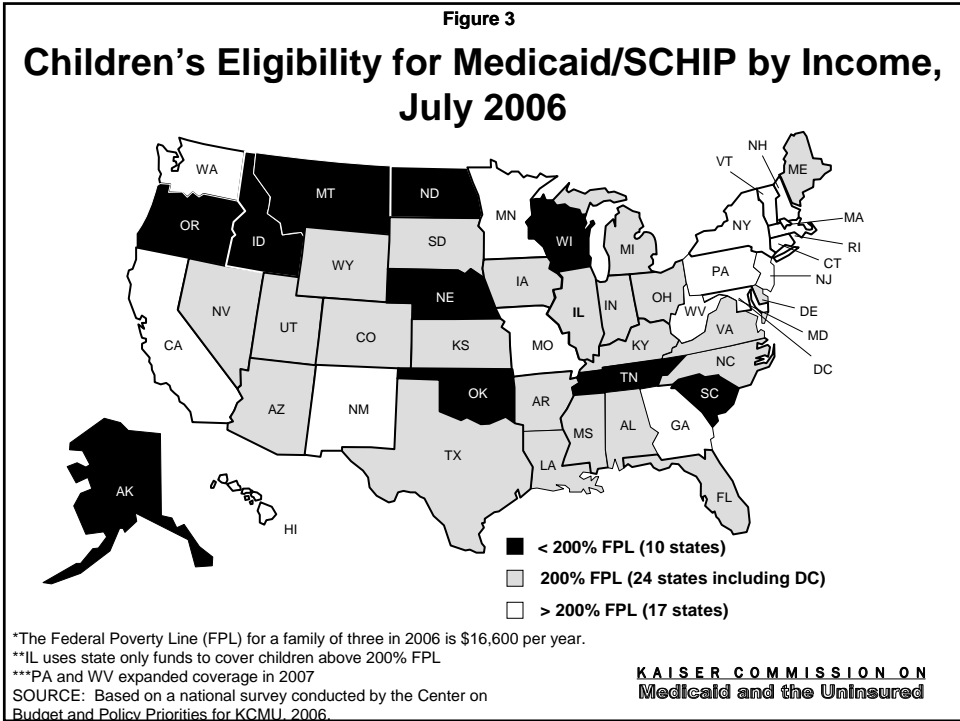 Figure 3
Children's Eligibility for Medicaid/SCHIP by Income,
July 2006
WA
MT
ND
MN
VT
NH
ME
OR
ID
WY
SD
WI
MI
NY
MA
RI
CT
NJ
PA
DE
MD
DC
NV
UT
CO
NE
IA
IL
IN
OH
WV
VA
CA
KS
MO
KY
NC
TN
SC
AZ
NM
OK
AR
GA
MS
AL
TX
LA
FL
AK
HI
< 200% FPL (10 states)
200% FPL (24 states including DC)
> 200% FPL (17 states)
*The Federal Poverty Line (FPL) for a family of three in 2006 is $16,600 per year.
**IL uses state only funds to cover children above 200% FPL
***PA and WV expanded coverage in 2007
SOURCE: Based on a national survey conducted by the Center on
Budget and Policy Priorities for KCMU, 2006.
KAISER COMMISSION ON
Medicaid and the Uninsured